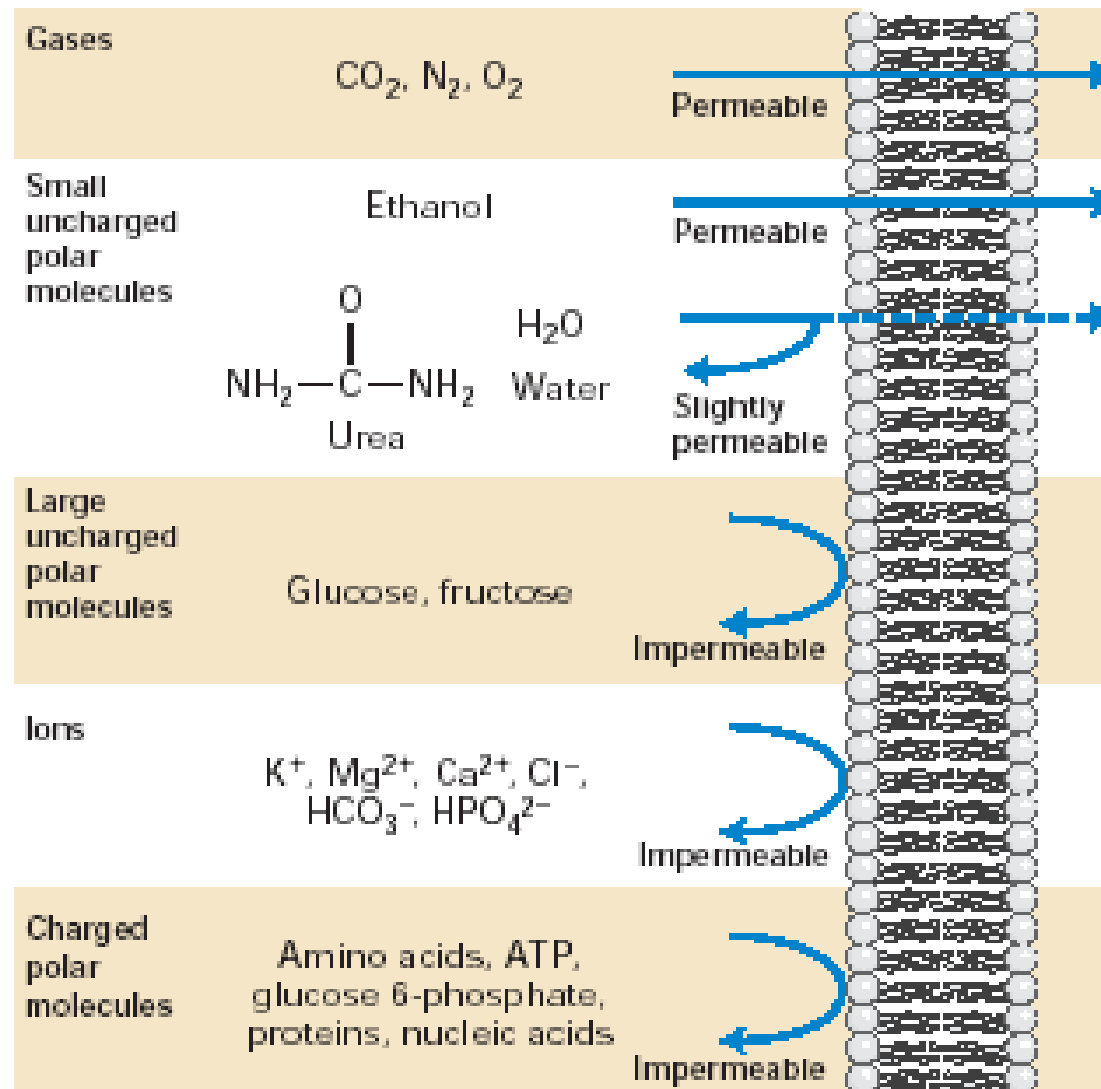 Gases
CO₂, N₂, O₂
Permeable
Small
uncharged
polar
molecules
Ethanol
Permeable
O
NH₂—C—NH₂
Urea
H₂O
Water
Slightly
permeable
Large
uncharged
polar
molecules
Glucose, fructose
Impermeable
Ions
K⁺, Mg²⁺, Ca²⁺, Cl⁻,
HCO₃⁻, HPO₄²⁻
Impermeable
Charged
polar
molecules
Amino acids, ATP,
glucose 6-phosphate,
proteins, nucleic acids
Impermeable